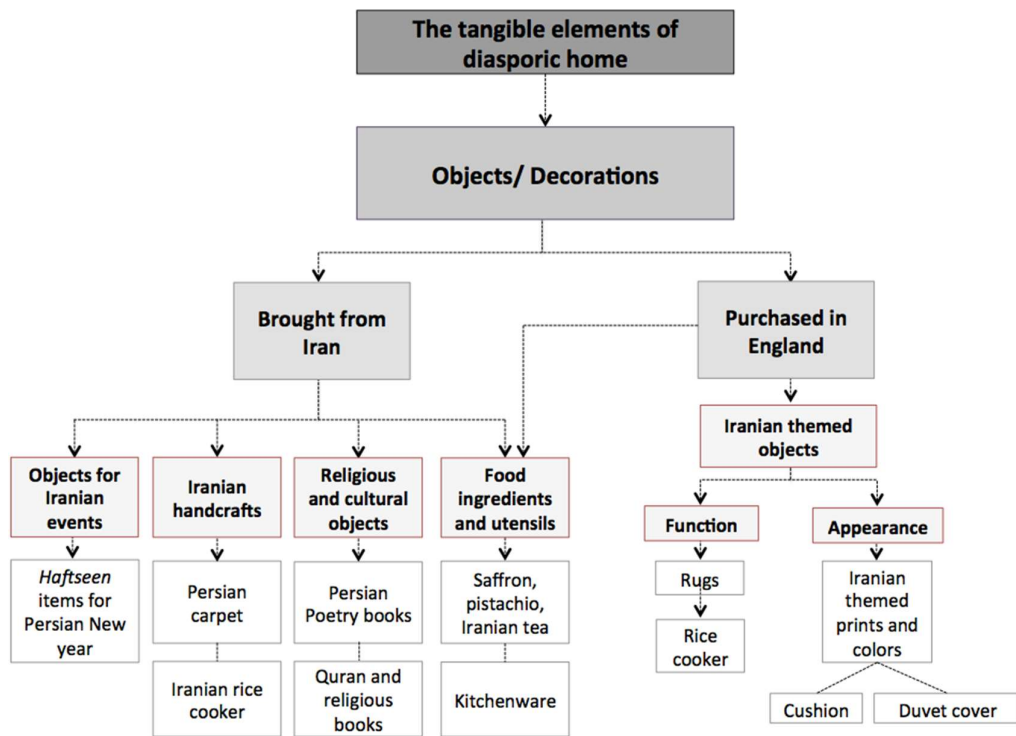 The tangible elements of
diasporic home
Objects/ Decorations
Brought from
Iran
Purchased in
England
Iranian themed
objects
Objects for
Iranian
events
Iranian
handcrafts
Religious
and cultural
objects
Food
ingredients
and utensils
Function
Appearance
Haftseen
items for
Persian New
year
Persian
carpet
Persian
Poetry books
Saffron,
pistachio,
Iranian tea
Rugs
Iranian
themed
prints and
colors
Rice
cooker
Iranian rice
cooker
Quran and
religious
books
Kitchenware
Cushion
Duvet cover